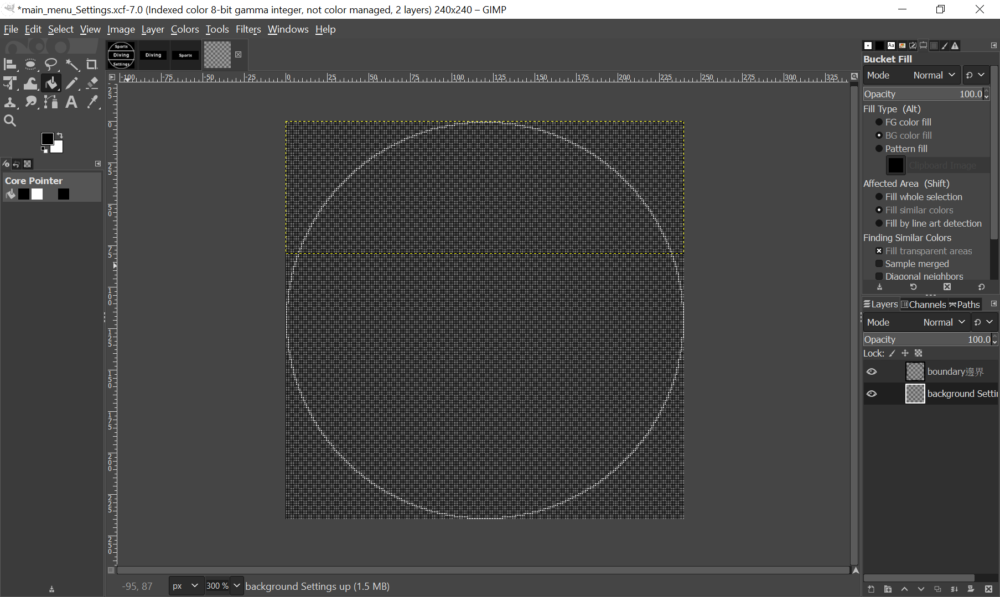 *main_menu_Settings.xcf-7.0 (Indexed color 8-bit gamma integer, not color managed, 2 layers) 240x240 – GIMP
File Edit Select View Image Layer Colors Tools Filters Windows Help
Sports
Diving
Settings
Diving
Sports
-100 -75 -50 -25 0 25 50 75 100 125 150 175 200 225 250 275 300 325
25
0
25
50
75
100
125
150
175
200
225
250
Core Pointer
Bucket Fill
Mode Normal
Opacity 100.0
Fill Type (Alt)
FG color fill
BG color fill
Pattern fill
Clipboard Image
Affected Area (Shift)
Fill whole selection
Fill similar colors
Fill by line art detection
Finding Similar Colors
Fill transparent areas
Sample merged
Diagonal neighbors
Layers Channels Paths
Mode Normal
Opacity 100.0
Lock:
boundary邊界
background Settin
-95, 87 px 300 % background Settings up (1.5 MB)